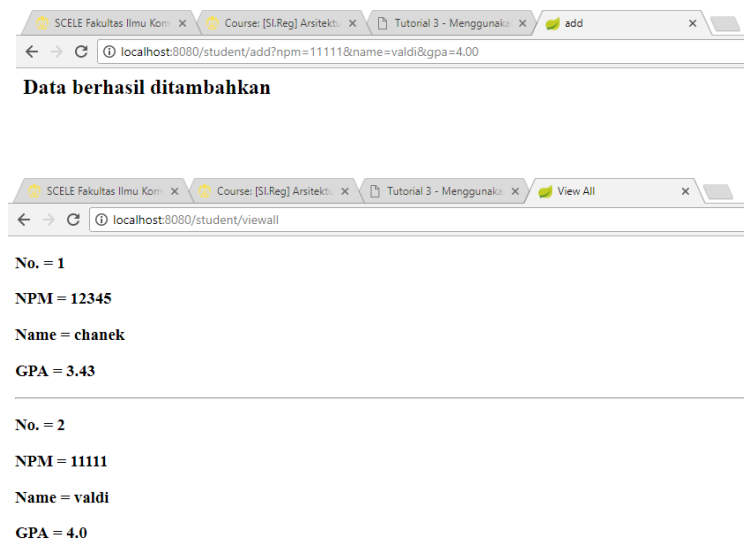 SCELE Fakultas Ilmu Kom
Course: [SI.Reg] Arsitektu
Tutorial 3 - Menggunaka
add
localhost:8080/student/add?npm=11111&name=valdi&gpa=4.00
Data berhasil ditambahkan
SCELE Fakultas Ilmu Kom
Course: [SI.Reg] Arsitektu
Tutorial 3 - Menggunaka
View All
localhost:8080/student/viewall
No. = 1
NPM = 12345
Name = chanek
GPA = 3.43
No. = 2
NPM = 11111
Name = valdi
GPA = 4.0